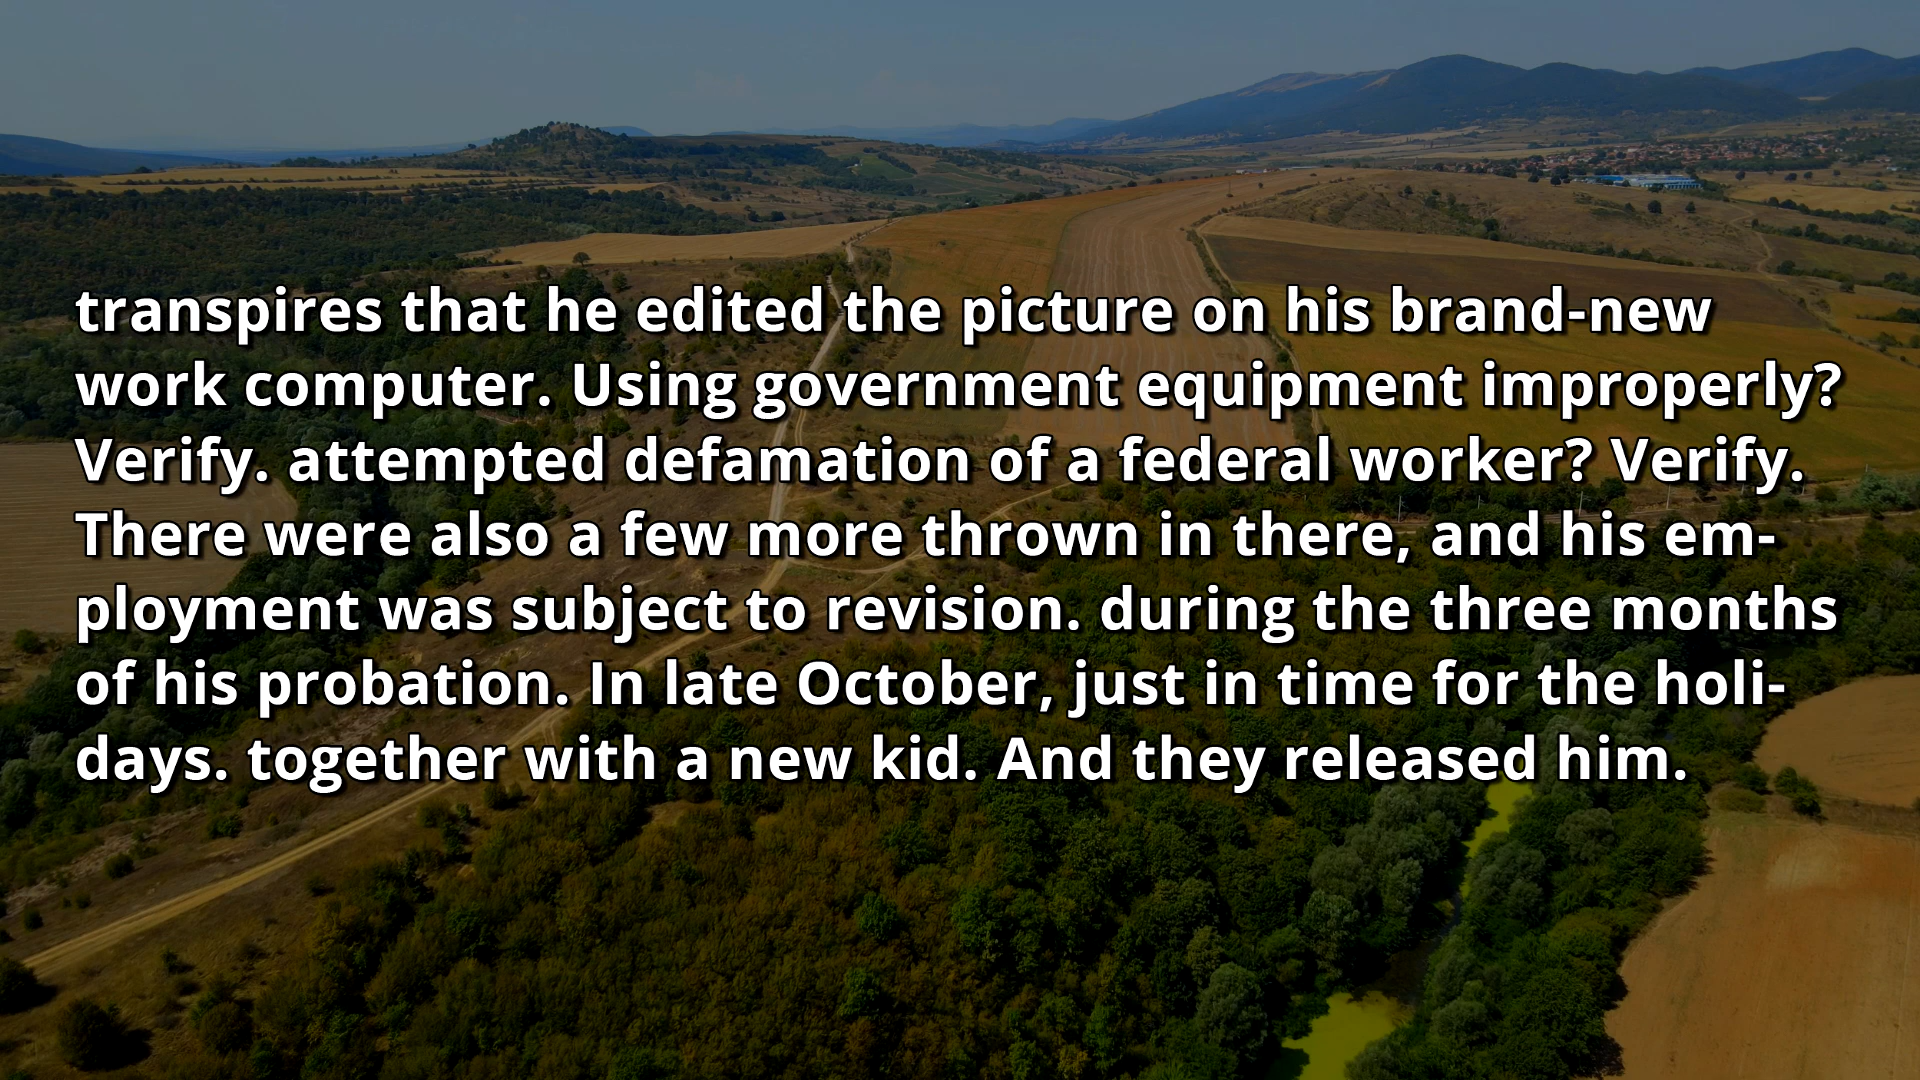 transpires that he edited the picture on his brand-new
work computer. Using government equipment improperly?
Verify. attempted defamation of a federal worker? Verify.
There were also a few more thrown in there, and his em-
ployment was subject to revision. during the three months
of his probation. In late October, just in time for the holi-
days. together with a new kid. And they released him.